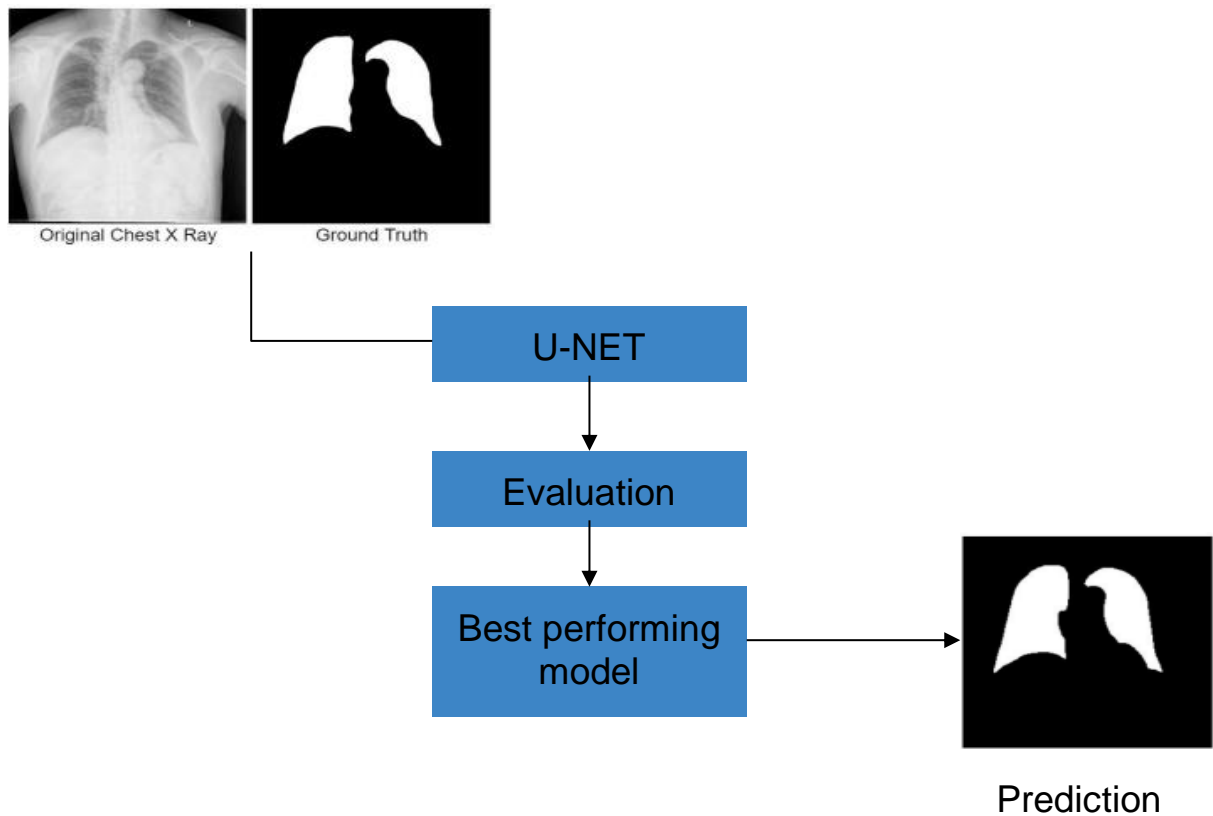 Original Chest X Ray
Ground Truth
U-NET
Evaluation
Best performing
model
Prediction